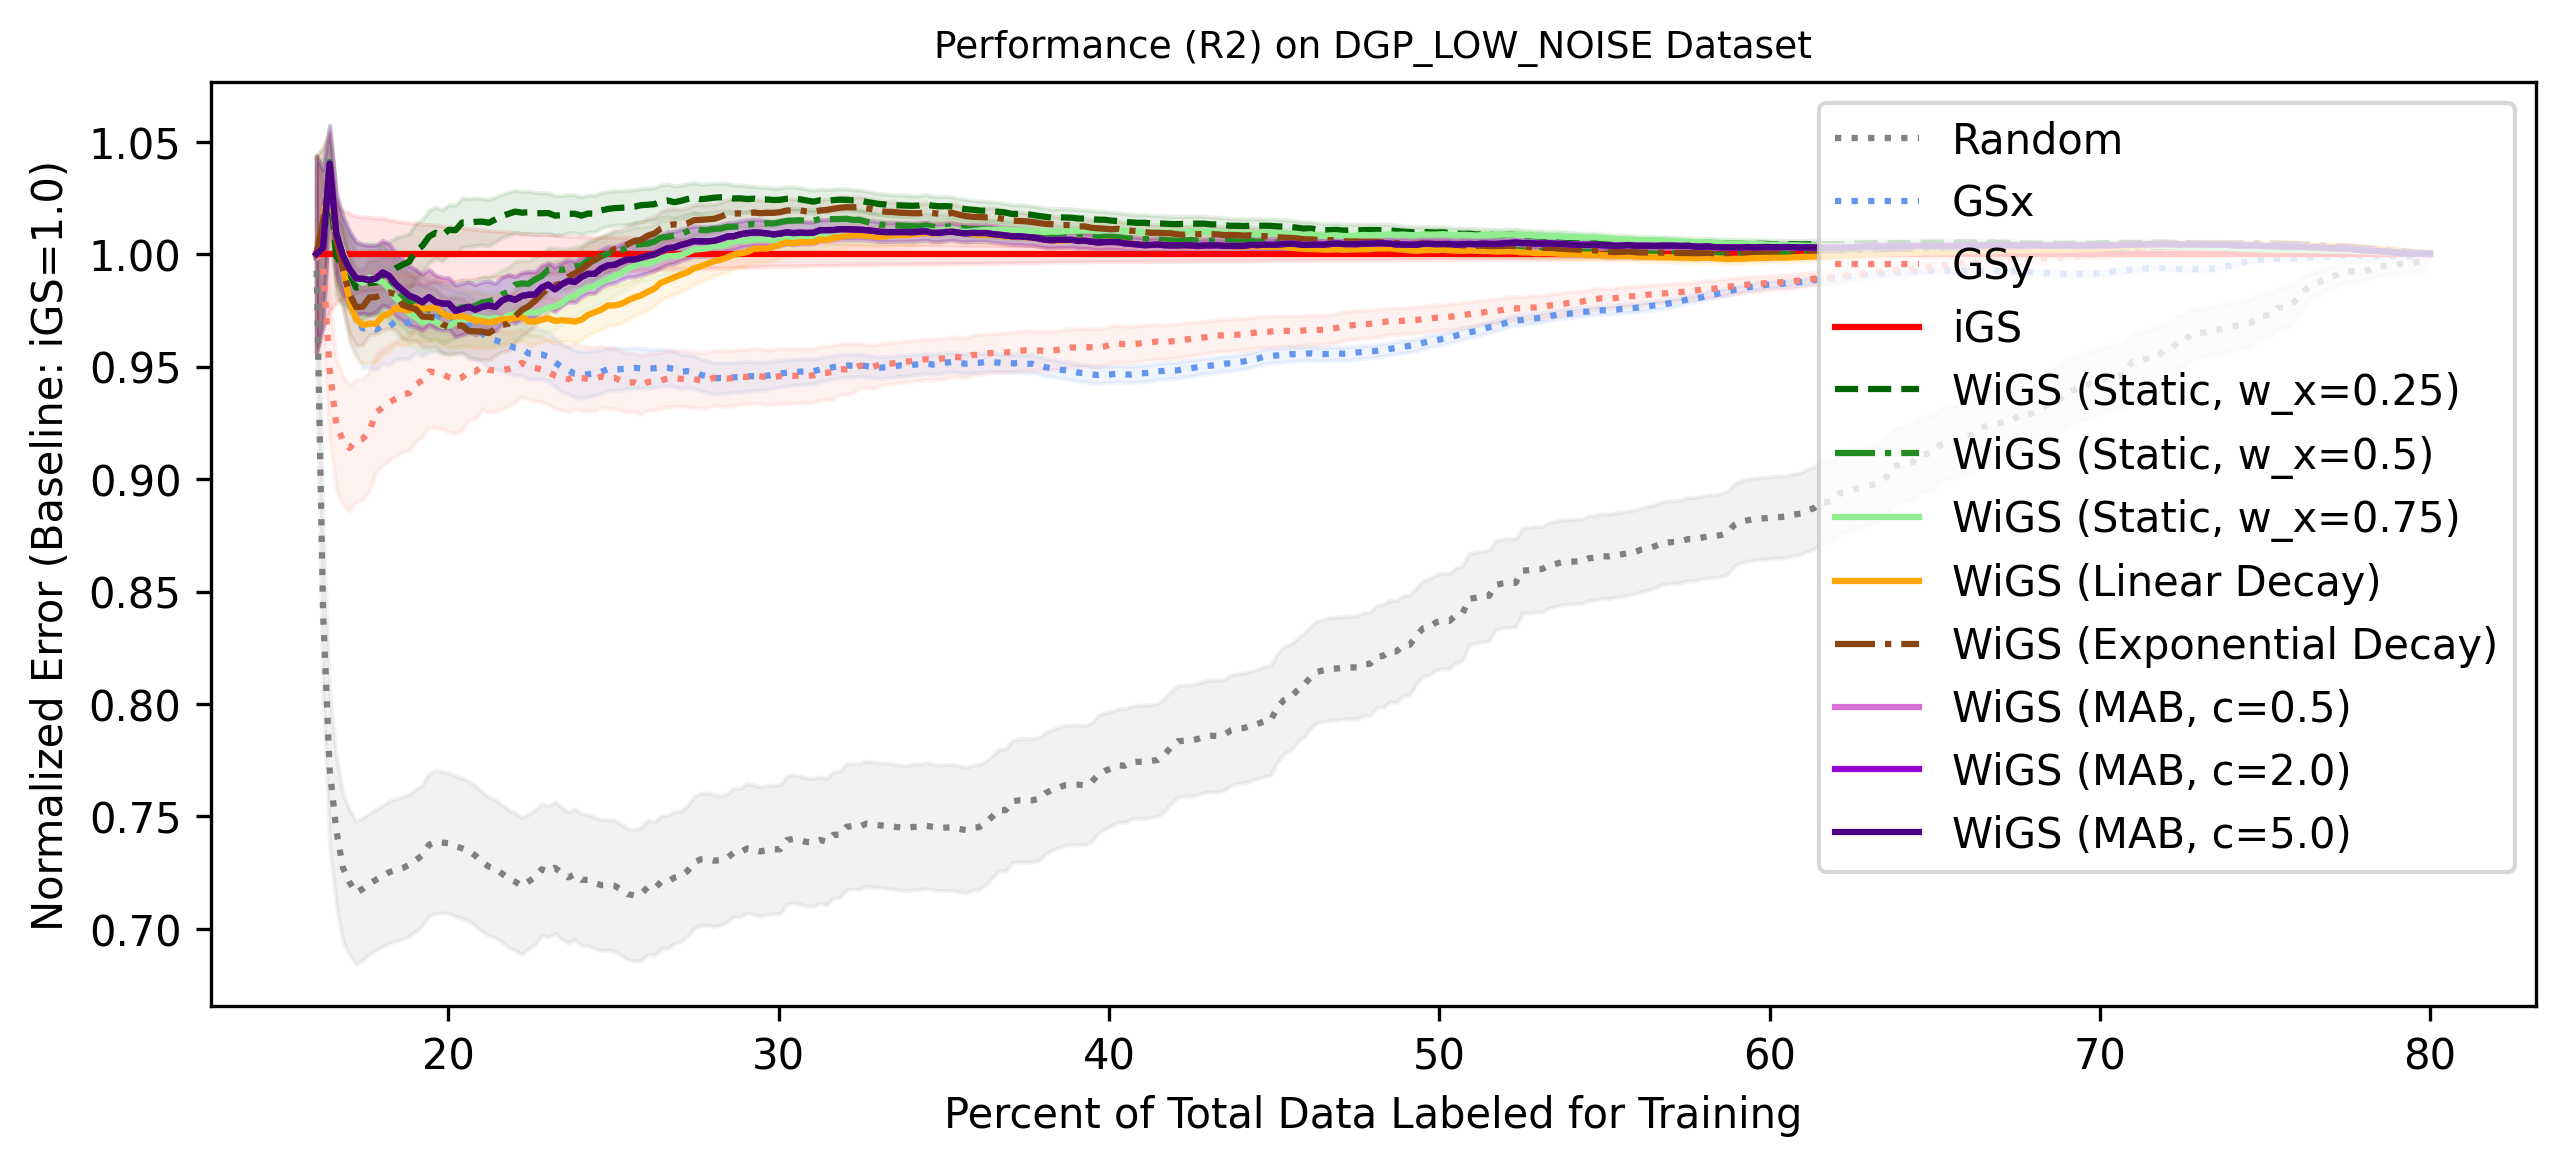 Performance (R2) on DGP_LOW_NOISE Dataset
Normalized Error (Baseline: iGS=1.0)
1.05
1.00
0.95
0.90
0.85
0.80
0.75
0.70
Random
GSx
GSy
iGS
WiGS (Static, w_x=0.25)
WiGS (Static, w_x=0.5)
WiGS (Static, w_x=0.75)
WiGS (Linear Decay)
WiGS (Exponential Decay)
WiGS (MAB, c=0.5)
WiGS (MAB, c=2.0)
WiGS (MAB, c=5.0)
20 30 40 50 60 70 80
Percent of Total Data Labeled for Training